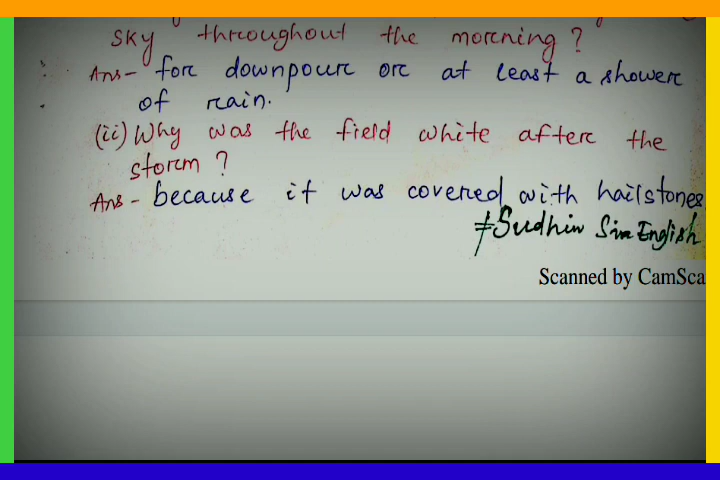 sky throughout the morning?
Ans- for downpour or at least a shower
of rain.
(ii) Why was the field white after the
storm?
Ans- because it was covered with hailstones
#Sudhin Sir English
Scanned by CamSca